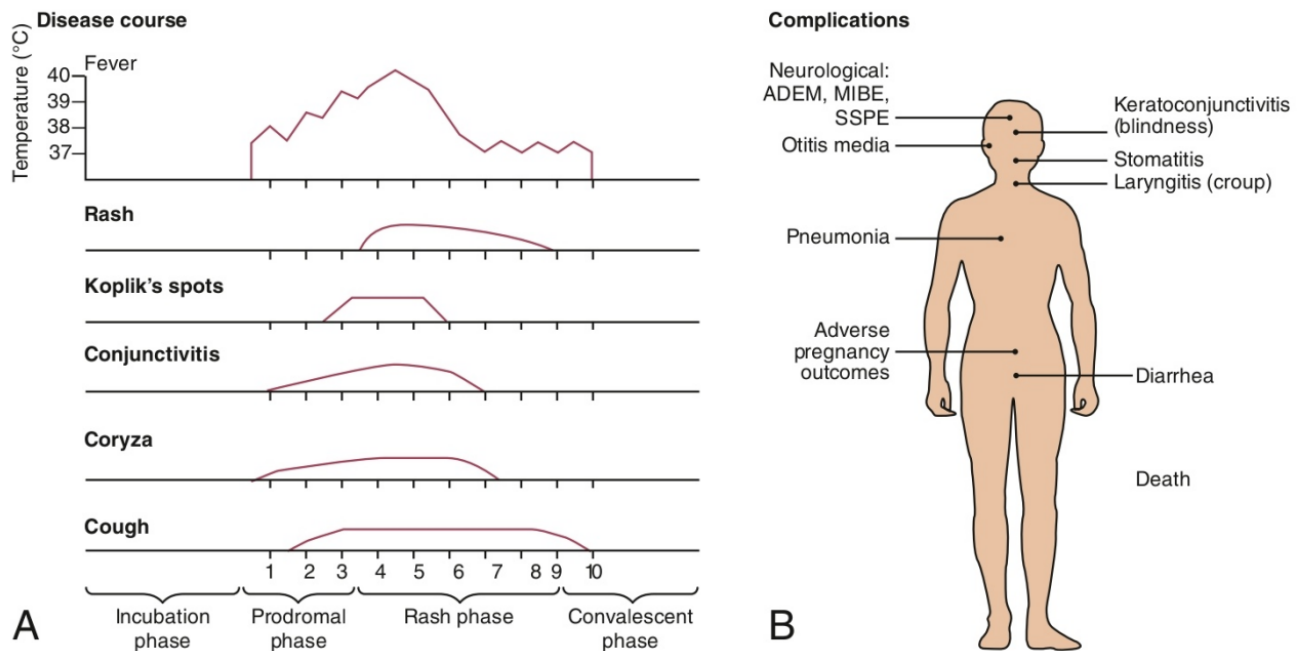 Disease course
Temperature (°C)
Fever
40
39
38
37
Rash
Koplik's spots
Conjunctivitis
Coryza
Cough
1 2 3 4 5 6 7 8 9 10
Incubation
phase
Prodromal
phase
Rash phase
Convalescent
phase
A
Complications
Neurological:
ADEM, MIBE,
SSPE
Otitis media
Pneumonia
Adverse
pregnancy
outcomes
Keratoconjunctivitis
(blindness)
Stomatitis
Laryngitis (croup)
Diarrhea
Death
B